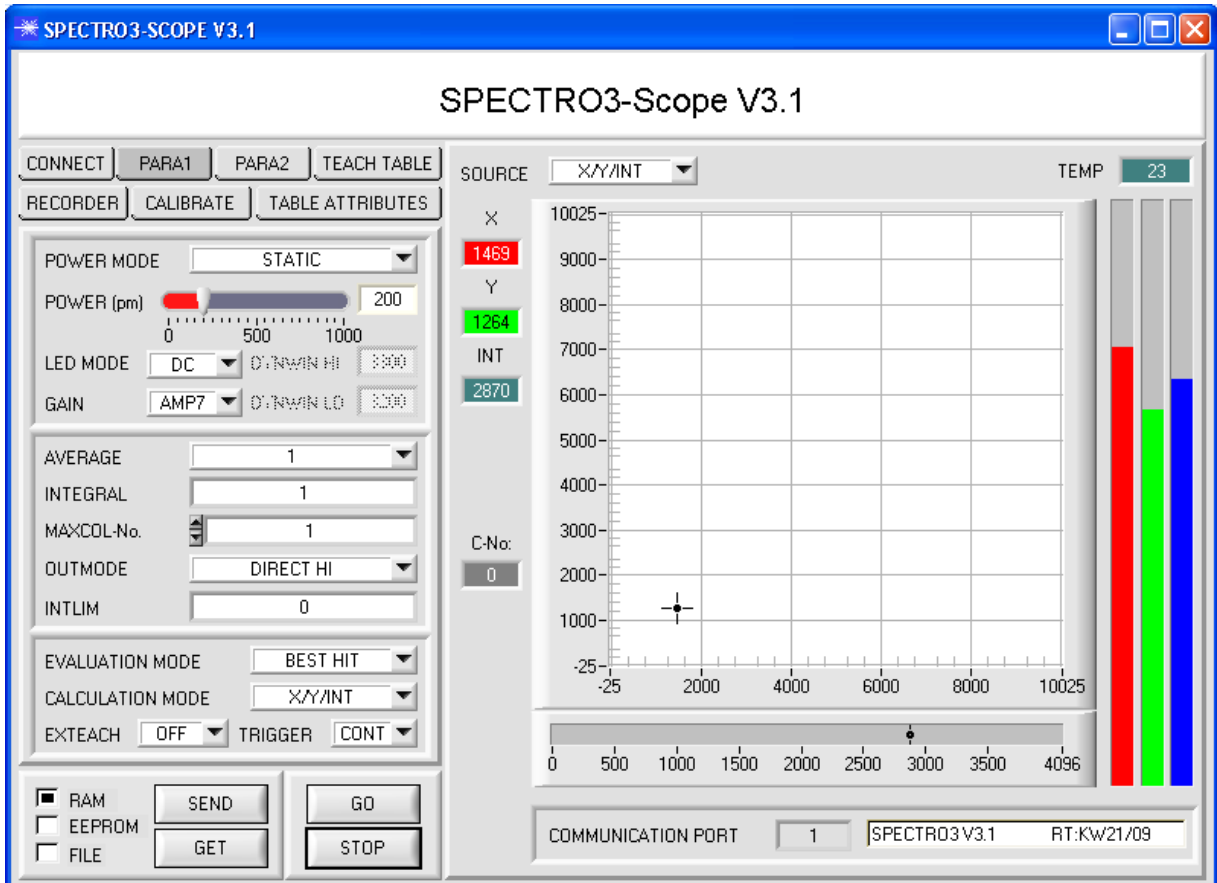 SPECTRO3-SCOPE V3.1
SPECTRO3-Scope V3.1
CONNECT PARA1 PARA2 TEACH TABLE
RECORDER CALIBRATE TABLE ATTRIBUTES
POWER MODE STATIC
POWER (pm) 200
0 500 1000
LED MODE DC DYNWIN HI
GAIN AMP7 DYNWIN LO
AVERAGE 1
INTEGRAL 1
MAXCOL-No. 1
OUTMODE DIRECT HI
INTLIM 0
EVALUATION MODE BEST HIT
CALCULATION MODE X/Y/INT
EXTEACH OFF TRIGGER CONT
RAM
EEPROM
FILE
SEND
GET
GO
STOP
SOURCE X/Y/INT
TEMP 23
X
1469
Y
1264
INT
2870
C-No:
0
10025
9000
8000
7000
6000
5000
4000
3000
2000
1000
-25
-25 2000 4000 6000 8000 10025
0 500 1000 1500 2000 2500 3000 3500 4096
COMMUNICATION PORT 1 SPECTRO3 V3.1 RT:KW21/09